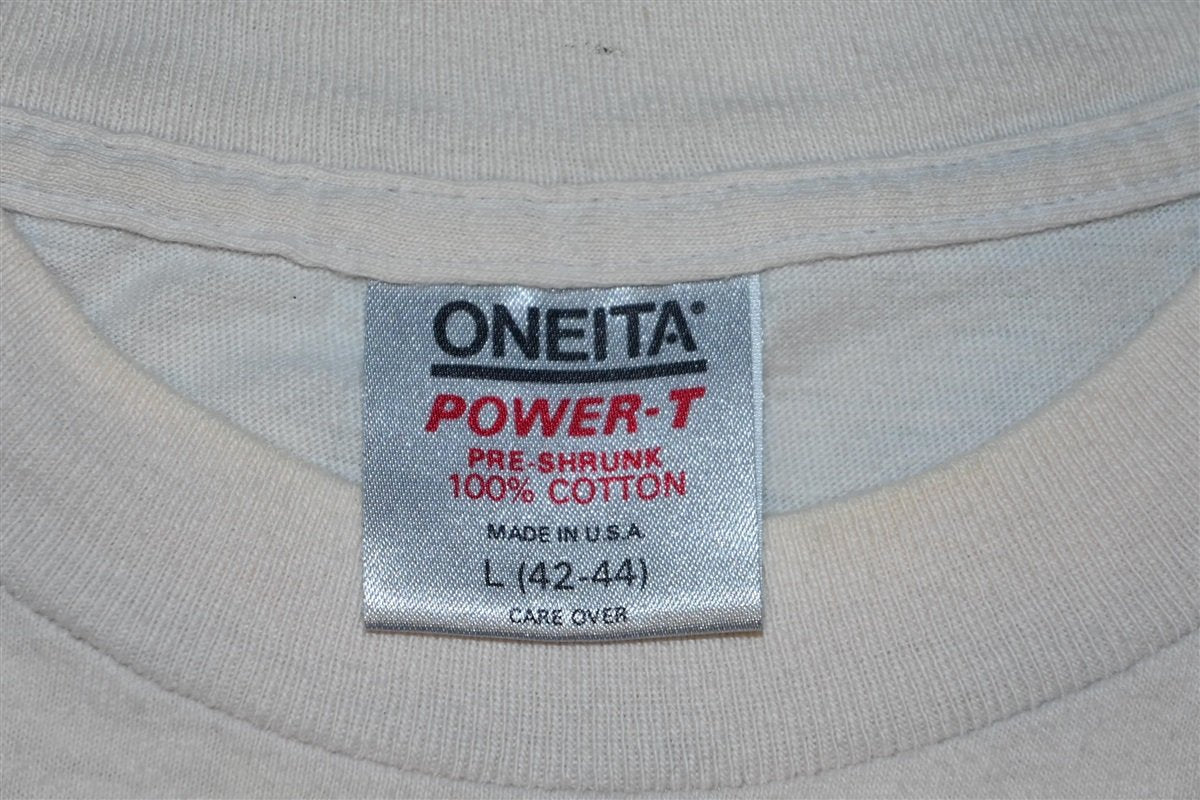 ONEITA®
POWER-T
PRE-SHRUNK
100% COTTON
MADE IN U.S.A.
L (42-44)
CARE OVER